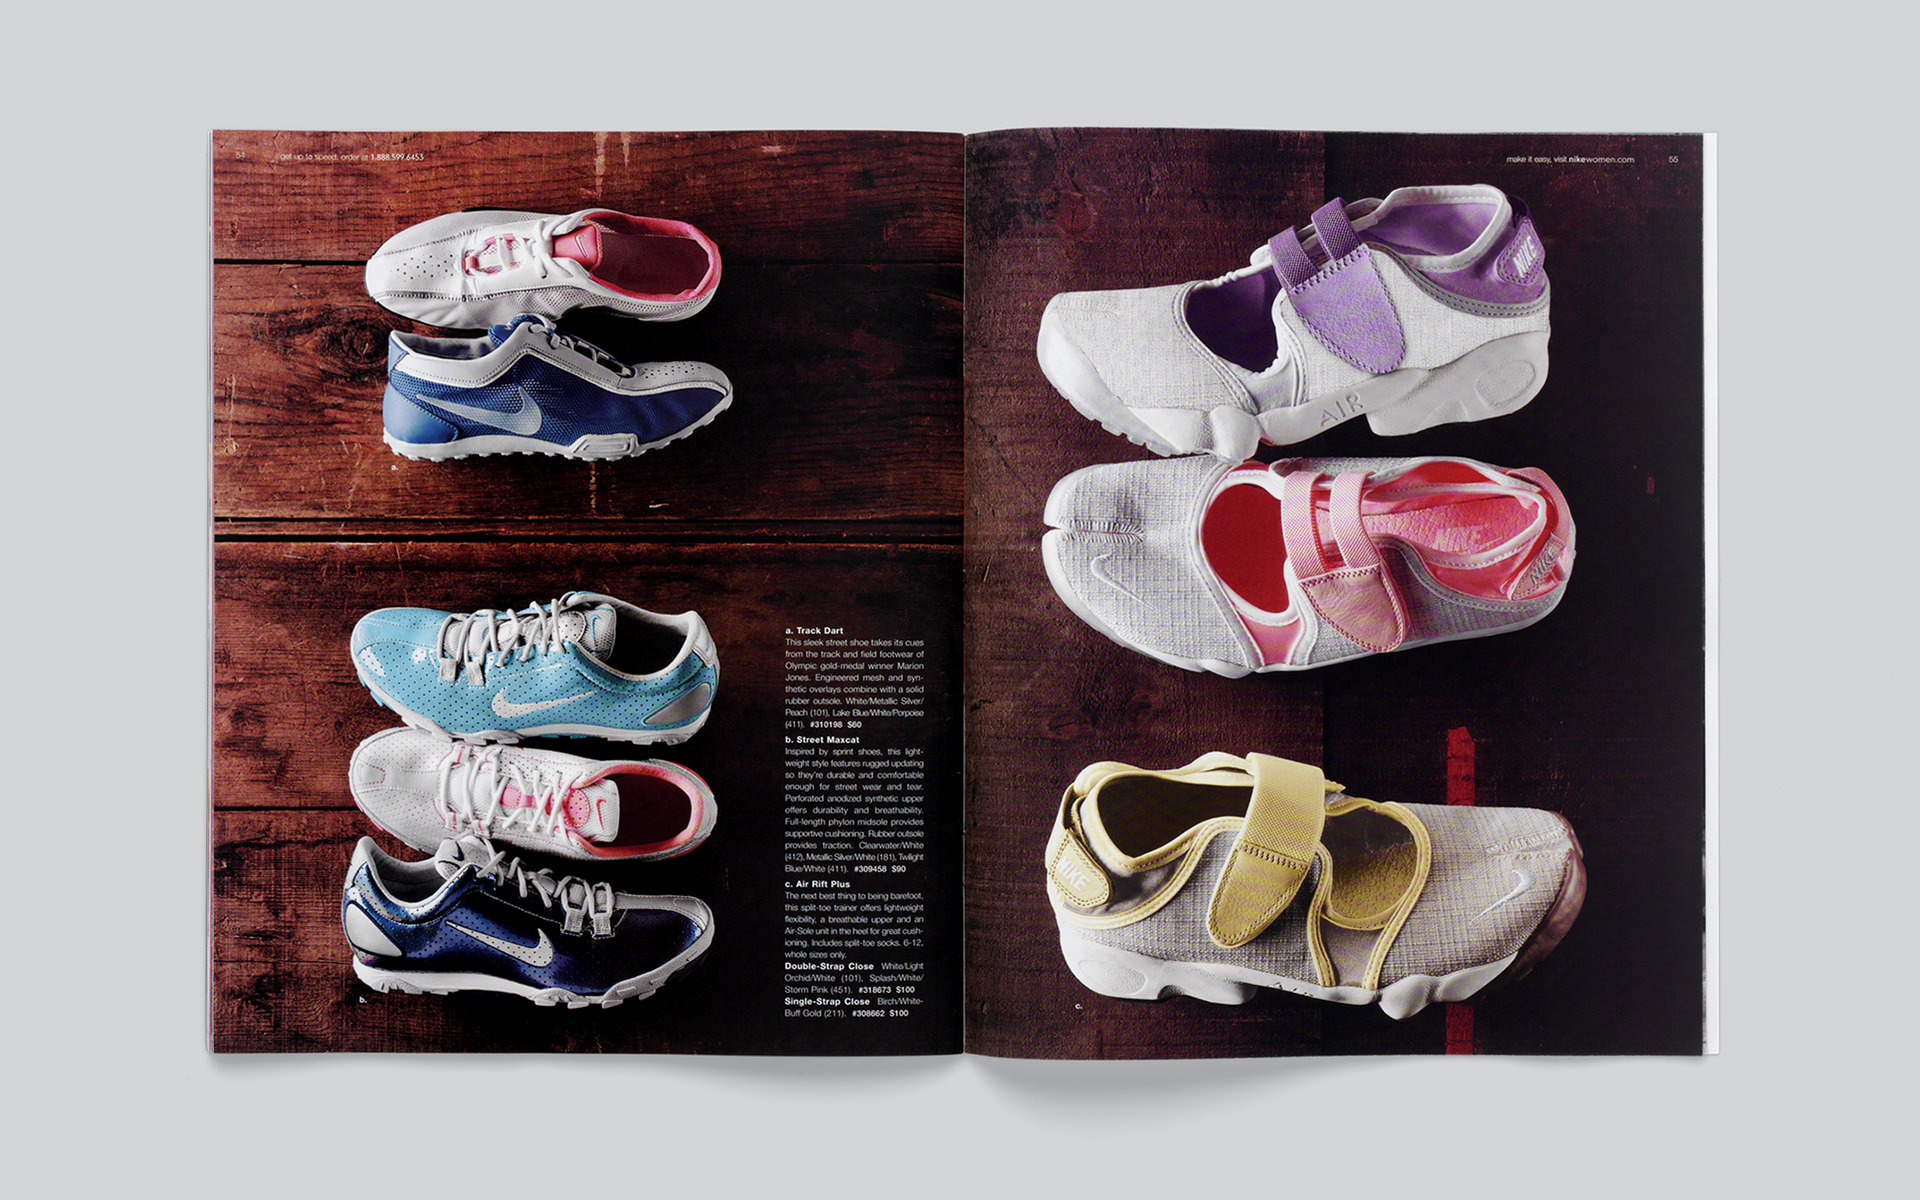 54 get up to speed, order at 1.888.599.6453
make it easy, visit nikewomen.com 55
NIKE
AIR
NIKE
NIKE
NIKE
AIR
a.
b.
c.
a. Track Dart
This sleek street shoe takes its cues
from the track and field footwear of
Olympic gold-medal winner Marion
Jones. Engineered mesh and syn-
thetic overlays combine with a solid
rubber outsole. White/Metallic Silver/
Peach (101), Lake Blue/White/Porpoise
(411). #310198 $60
b. Street Maxcat
Inspired by sprint shoes, this light-
weight style features rugged updating
so they're durable and comfortable
enough for street wear and tear.
Perforated anodized synthetic upper
offers durability and breathability.
Full-length phylon midsole provides
supportive cushioning. Rubber outsole
provides traction. Clearwater/White
(412), Metallic Silver/White (181), Twilight
Blue/White (411). #309458 $90
c. Air Rift Plus
The next best thing to being barefoot,
this split-toe trainer offers lightweight
flexibility, a breathable upper and an
Air-Sole unit in the heel for great cush-
ioning. Includes split-toe socks. 6-12,
whole sizes only.
Double-Strap Close White/Light
Orchid/White (101), Splash/White/
Storm Pink (451). #318673 $100
Single-Strap Close Birch/White-
Buff Gold (211). #308662 $100